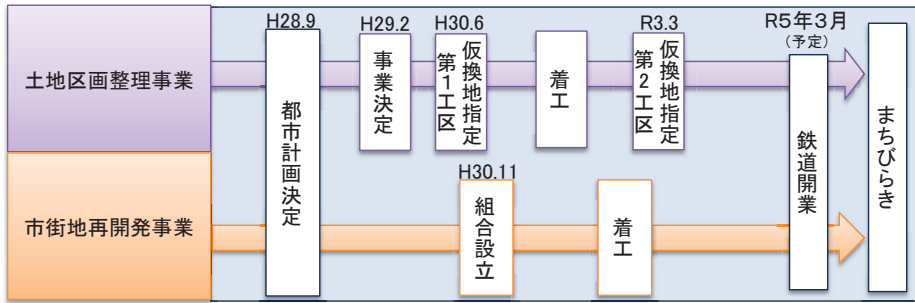 土地区画整理事業
H28.9
都市計画決定
H29.2
事業決定
H30.6
仮換地指定
第1工区
着工
R3.3
仮換地指定
第2工区
R5年3月
(予定)
鉄道開業
まちびらき
市街地再開発事業
H30.11
組合設立
着工